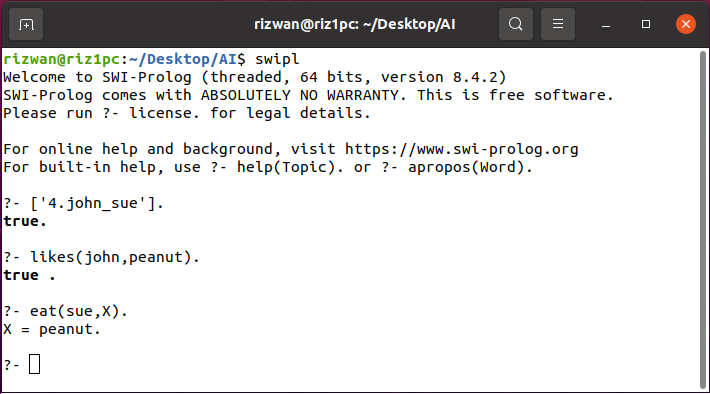 rizwan@riz1pc: ~/Desktop/AI
rizwan@riz1pc:~/Desktop/AI$ swipl
Welcome to SWI-Prolog (threaded, 64 bits, version 8.4.2)
SWI-Prolog comes with ABSOLUTELY NO WARRANTY. This is free software.
Please run ?- license. for legal details.
For online help and background, visit https://www.swi-prolog.org
For built-in help, use ?- help(Topic). or ?- apropos(Word).
?- ['4.john_sue'].
true.
?- likes(john,peanut).
true .
?- eat(sue,X).
X = peanut.
?-